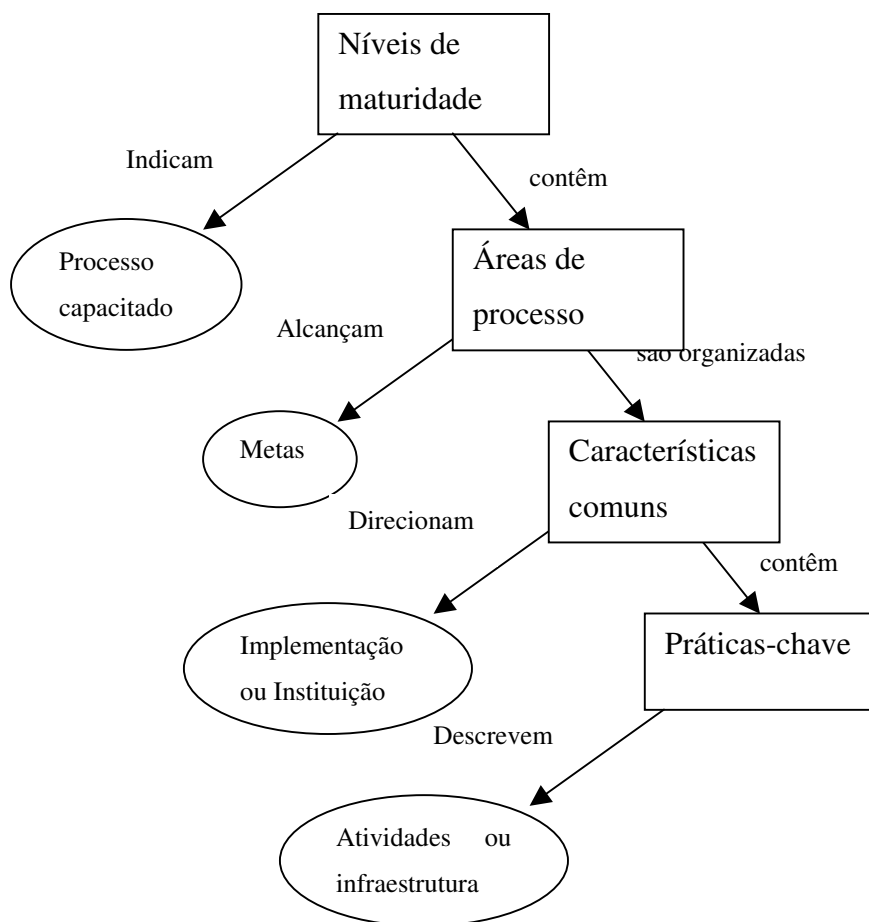 Níveis de
maturidade
Indicam
contêm
Processo
capacitado
Áreas de
processo
Alcançam
são organizadas
Metas
Características
comuns
Direcionam
contêm
Implementação
ou Instituição
Práticas-chave
Descrevem
Atividades ou
infraestrutura